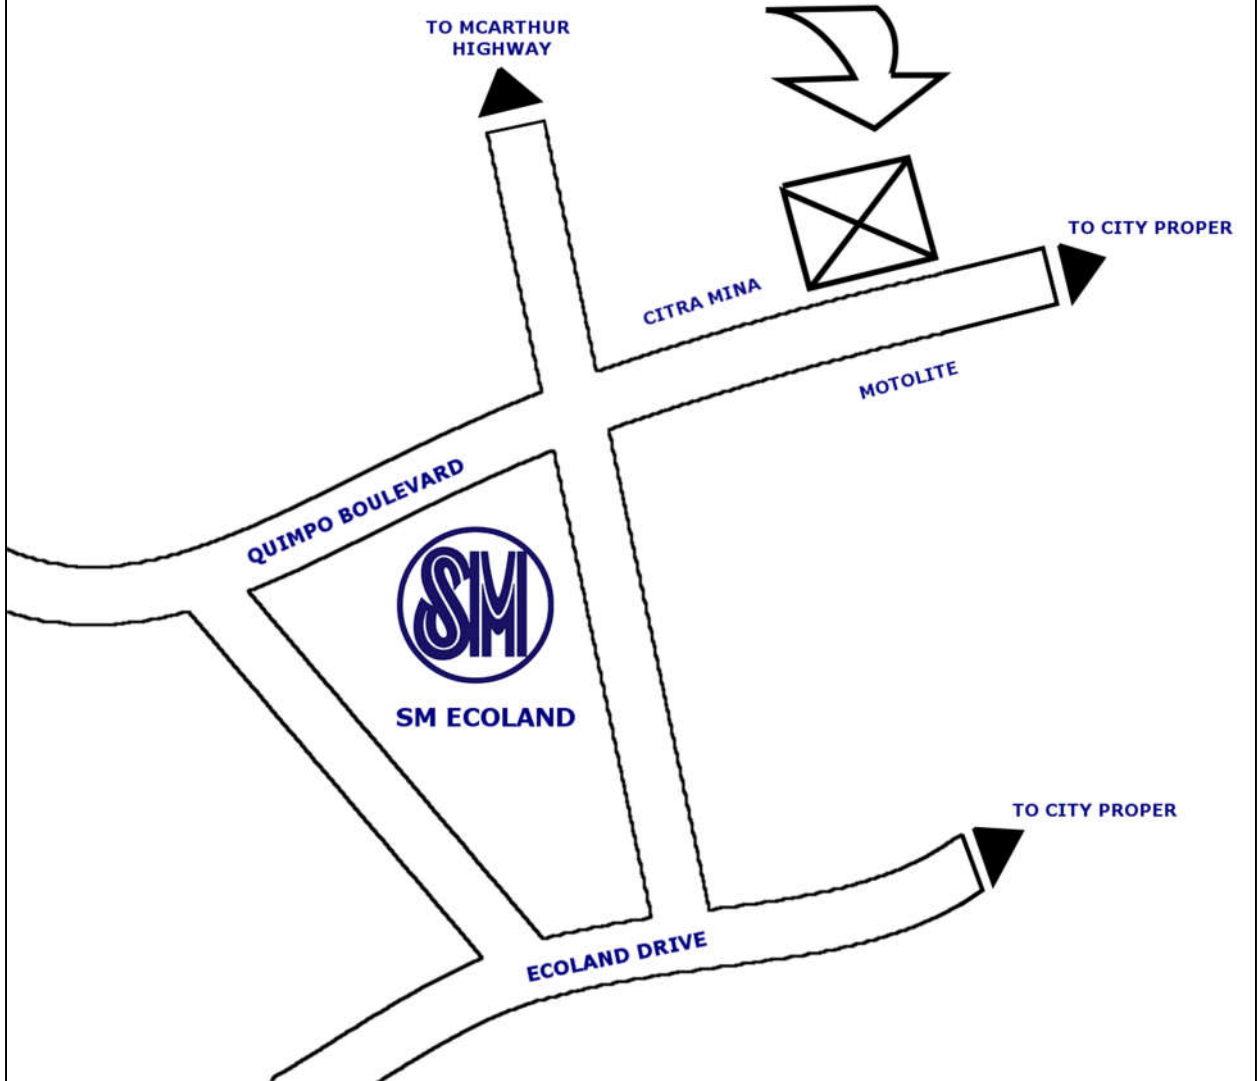 TO MCARTHUR
HIGHWAY
TO CITY PROPER
CITRA MINA
MOTOLITE
QUIMPO BOULEVARD
SM
SM ECOLAND
TO CITY PROPER
ECOLAND DRIVE